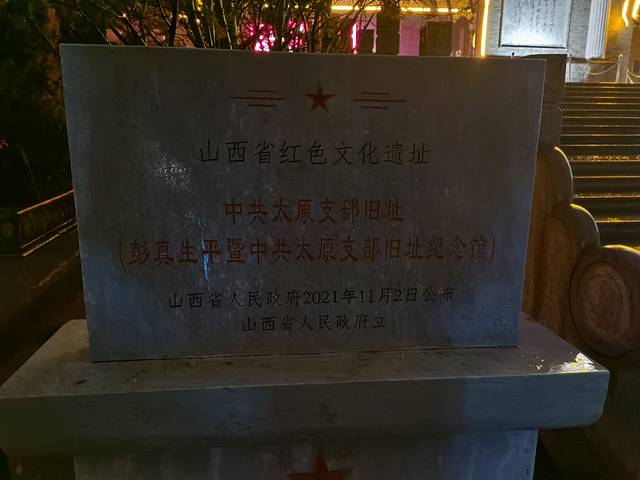 山西省红色文化遗址
中共太原支部旧址
(彭真生平暨中共太原支部旧址纪念馆)
山西省人民政府2021年11月2日公布
山西省人民政府立